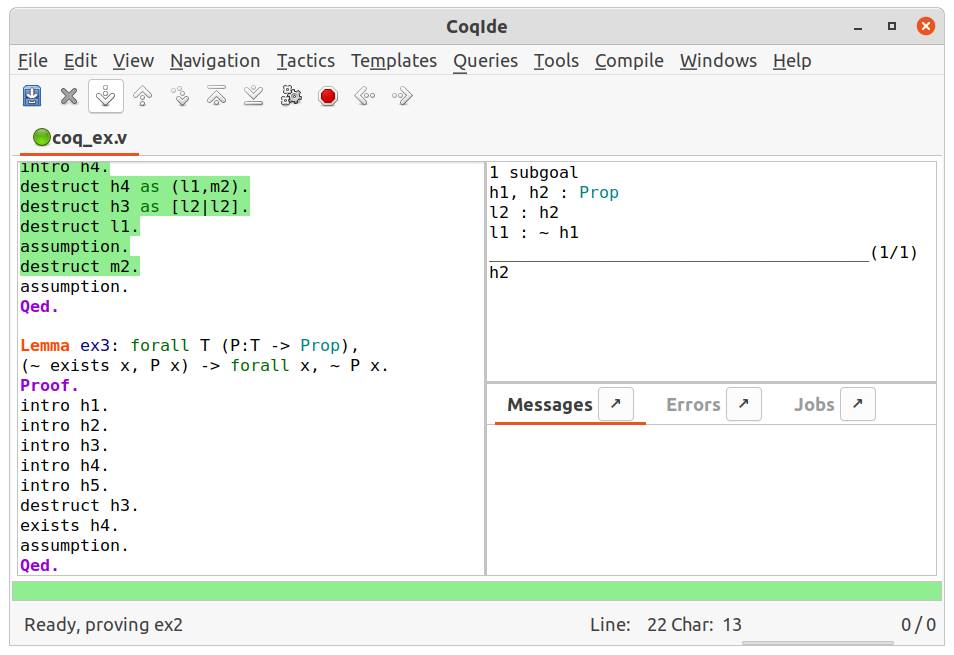 CoqIde
File Edit View Navigation Tactics Templates Queries Tools Compile Windows Help
coq_ex.v
intro h4.
destruct h4 as (l1,m2).
destruct h3 as [l2|l2].
destruct l1.
assumption.
destruct m2.
assumption.
Qed.
Lemma ex3: forall T (P:T -> Prop),
(~ exists x, P x) -> forall x, ~ P x.
Proof.
intro h1.
intro h2.
intro h3.
intro h4.
intro h5.
destruct h3.
exists h4.
assumption.
Qed.
1 subgoal
h1, h2 : Prop
l2 : h2
l1 : ~ h1
______________________________________(1/1)
h2
Messages Errors Jobs
Ready, proving ex2 Line: 22 Char: 13 0 / 0